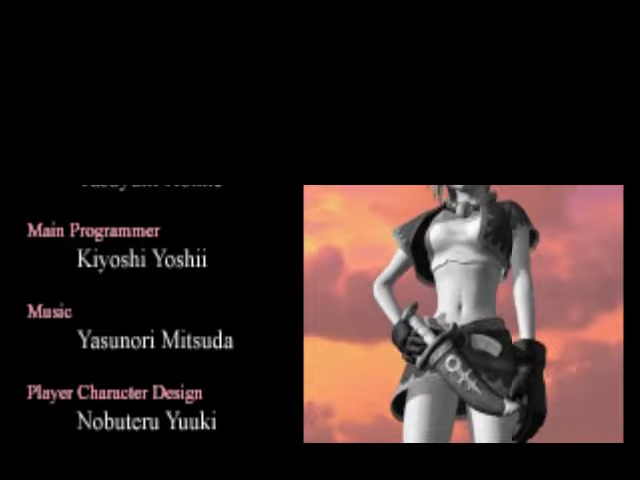 Main Programmer
Kiyoshi Yoshii
Music
Yasunori Mitsuda
Player Character Design
Nobuteru Yuuki